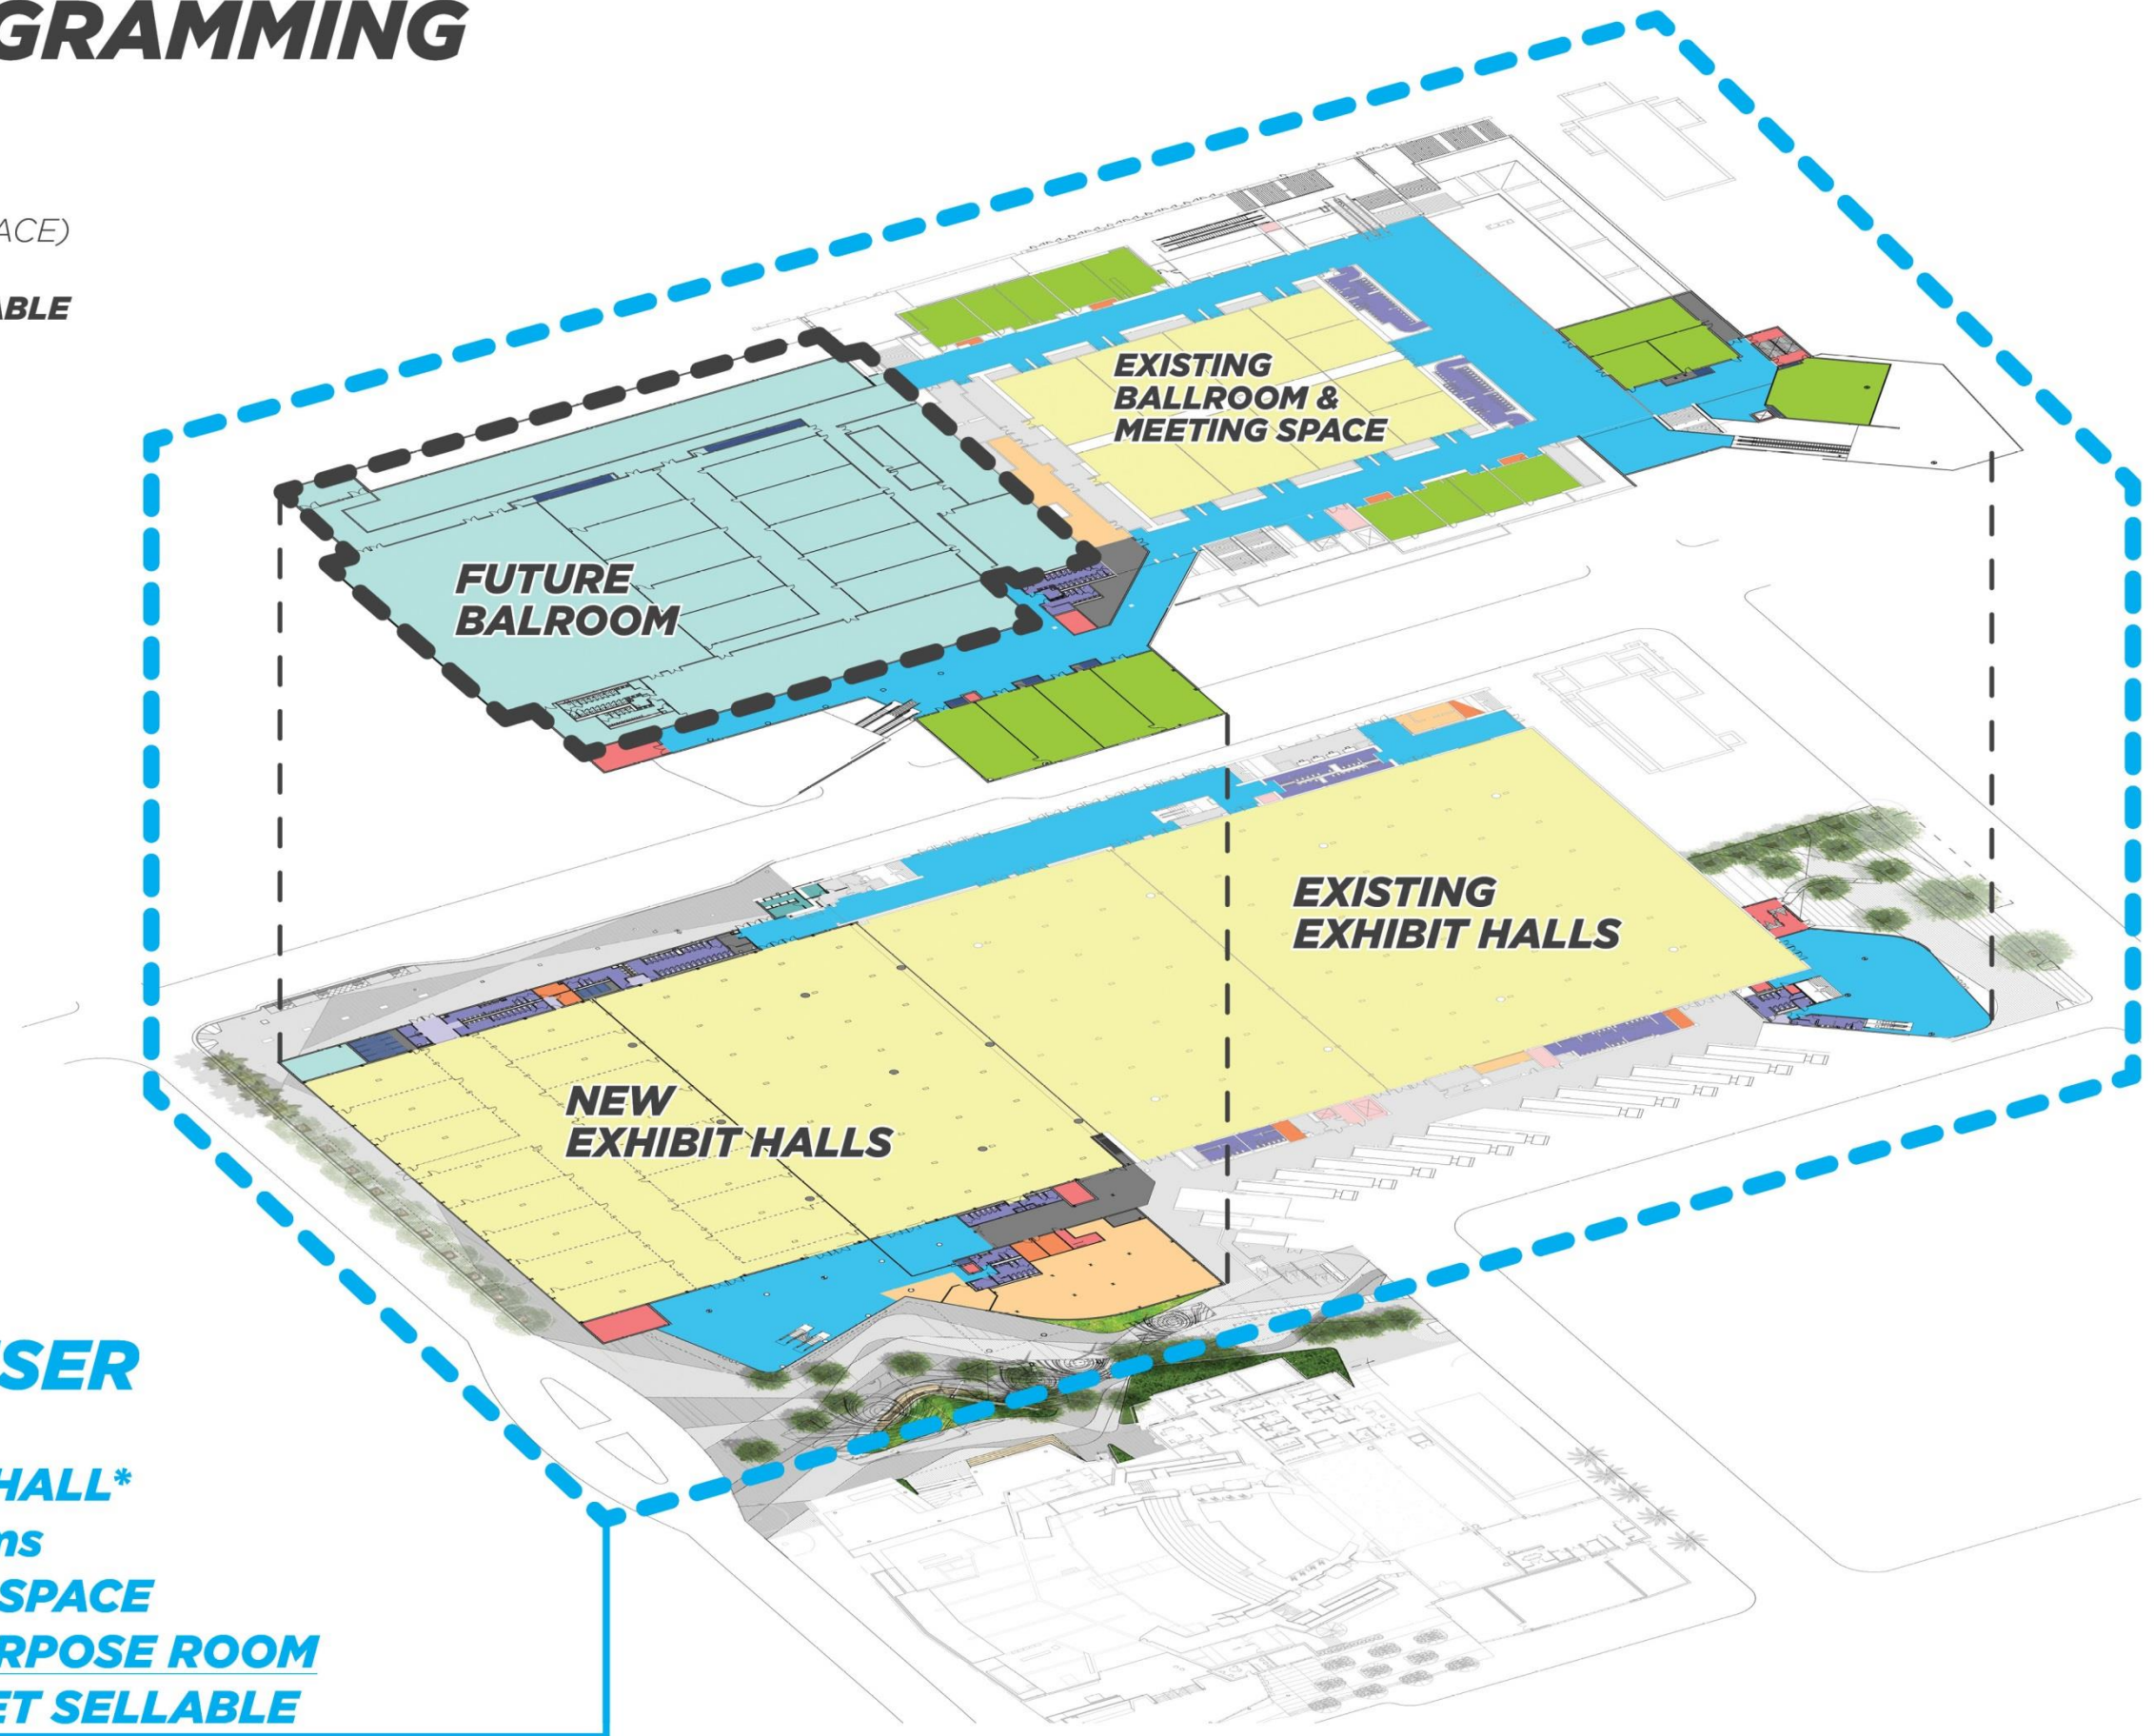 GRAMMING
ACE)
ABLE
EXISTING
BALLROOM &
MEETING SPACE
FUTURE
BALROOM
EXISTING
EXHIBIT HALLS
NEW
EXHIBIT HALLS
SER
HALL*
ms
SPACE
RPOSE ROOM
ET SELLABLE